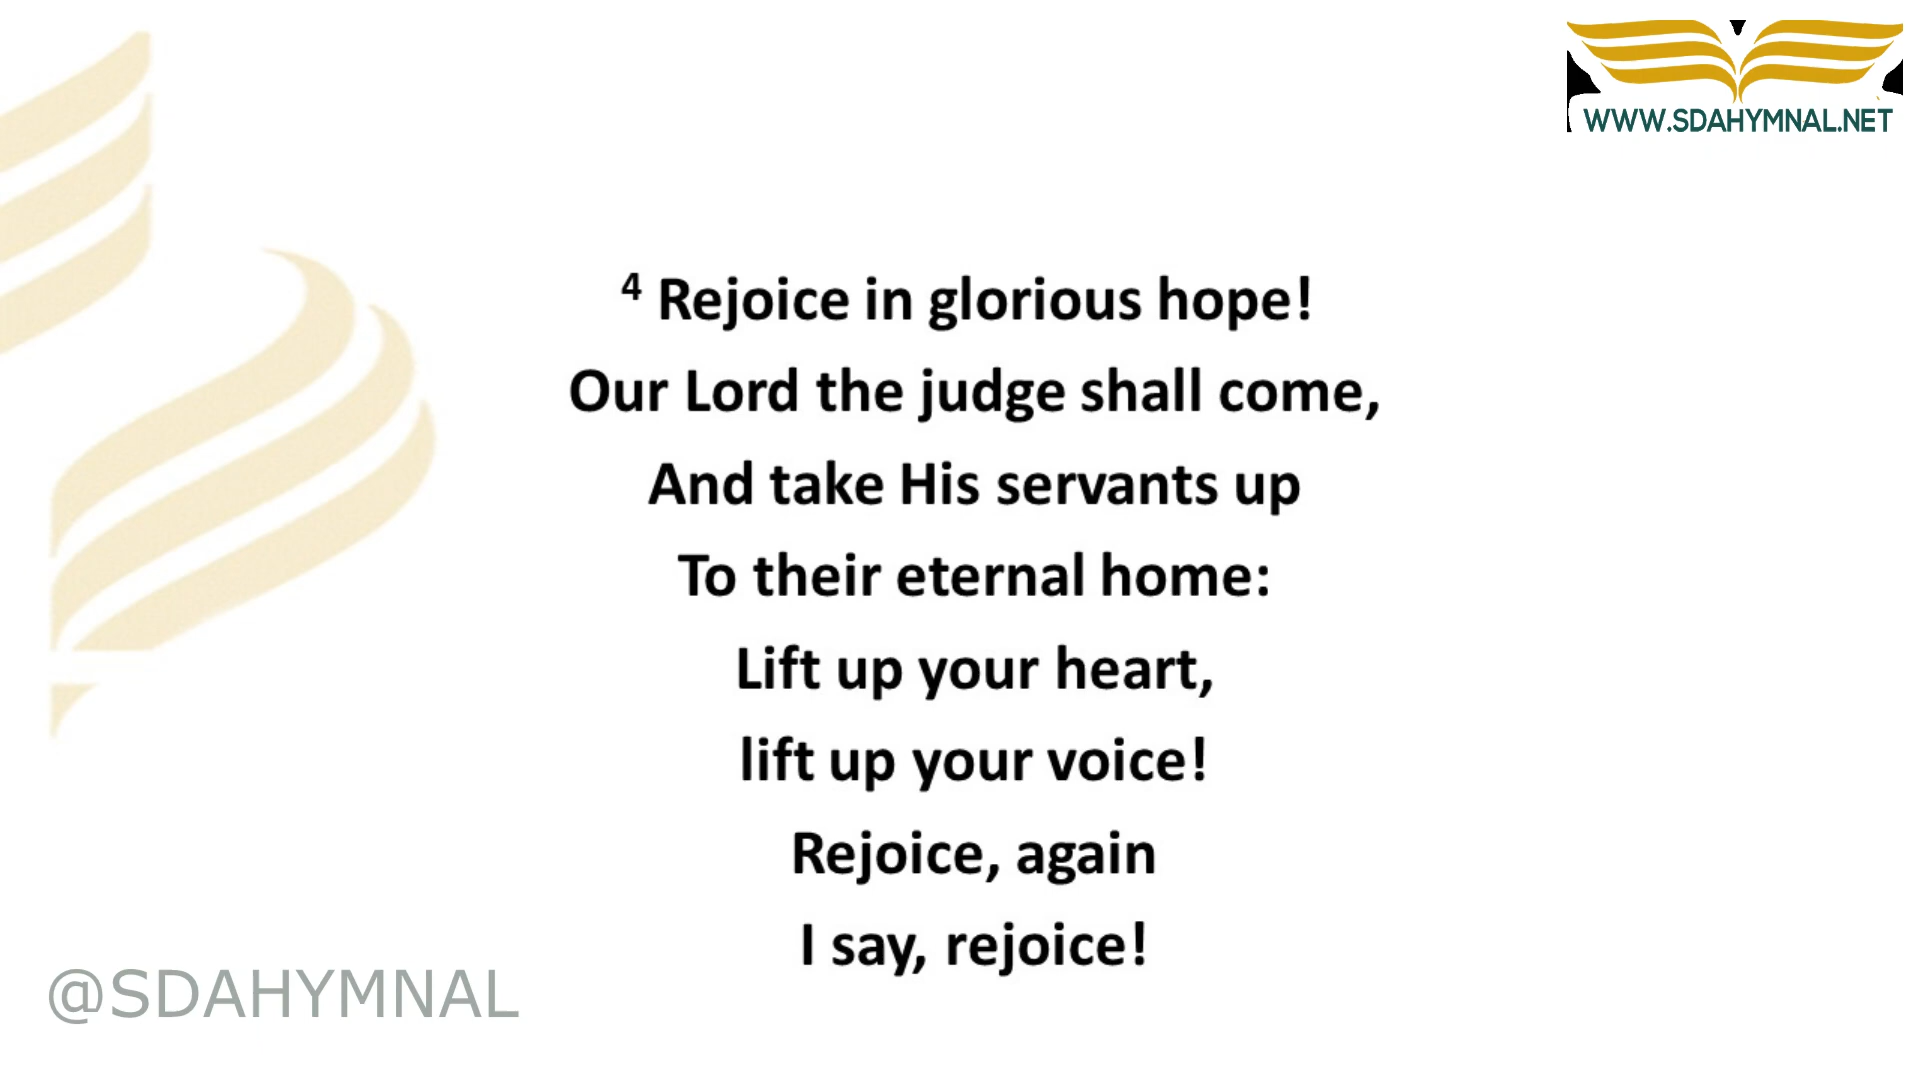 WWW.SDAHYMNAL.NET
4 Rejoice in glorious hope!
Our Lord the judge shall come,
And take His servants up
To their eternal home:
Lift up your heart,
lift up your voice!
Rejoice, again
I say, rejoice!
@SDAHYMNAL